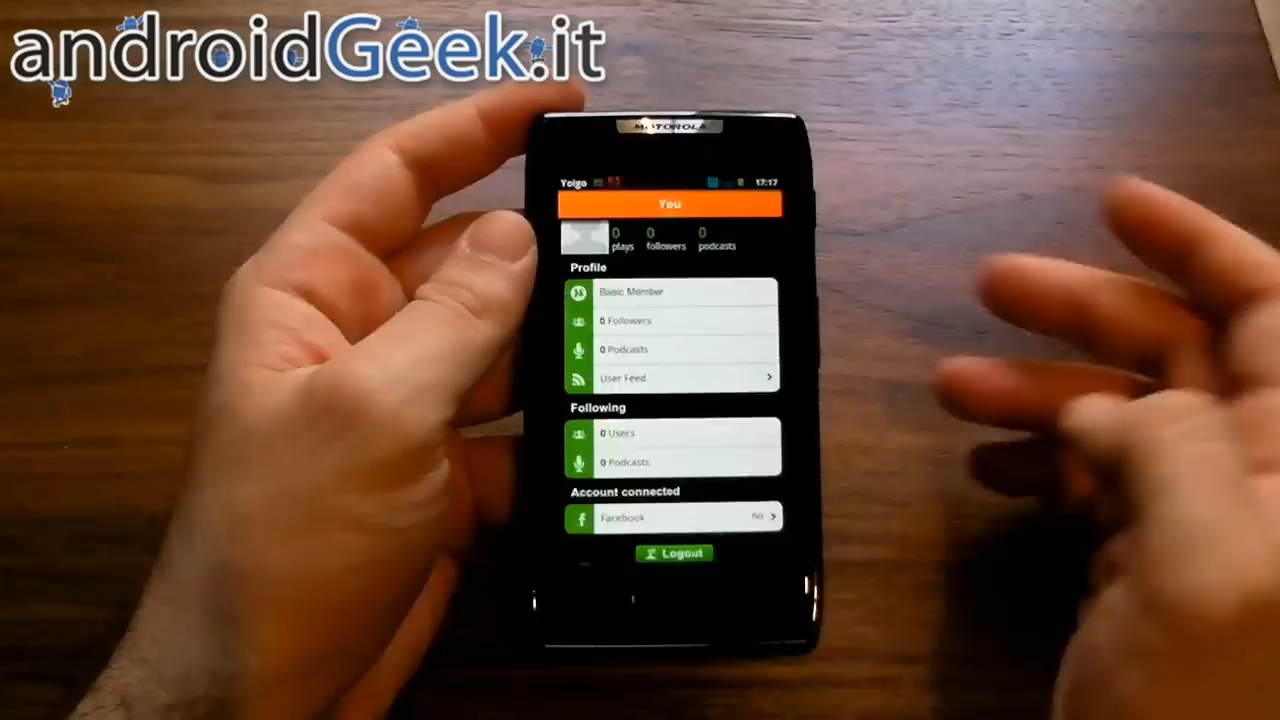 androidGeek.it
MOTOROLA
Yoigo 17:17
You
0 0 0
plays followers podcasts
Profile
Basic Member
0 Followers
0 Podcasts
User Feed
Following
0 Users
0 Podcasts
Account connected
Facebook no
Logout